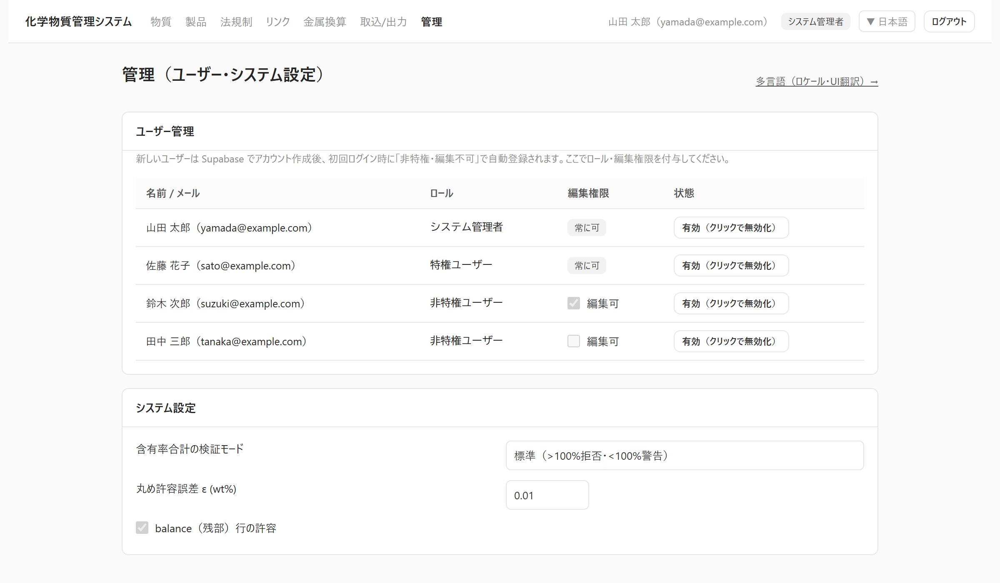 化学物質管理システム 物質 製品 法規制 リンク 金属換算 取込/出力 管理 山田 太郎（yamada@example.com） システム管理者 ▼ 日本語 ログアウト
管理（ユーザー・システム設定）
多言語（ロケール・UI翻訳）→
ユーザー管理
新しいユーザーは Supabase でアカウント作成後、初回ログイン時に「非特権・編集不可」で自動登録されます。ここでロール・編集権限を付与してください。
名前 / メール ロール 編集権限 状態
山田 太郎（yamada@example.com） システム管理者 常に可 有効（クリックで無効化）
佐藤 花子（sato@example.com） 特権ユーザー 常に可 有効（クリックで無効化）
鈴木 次郎（suzuki@example.com） 非特権ユーザー 編集可 有効（クリックで無効化）
田中 三郎（tanaka@example.com） 非特権ユーザー 編集可 有効（クリックで無効化）
システム設定
含有率合計の検証モード 標準（>100%拒否・<100%警告）
丸め許容誤差 ε (wt%) 0.01
balance（残部）行の許容